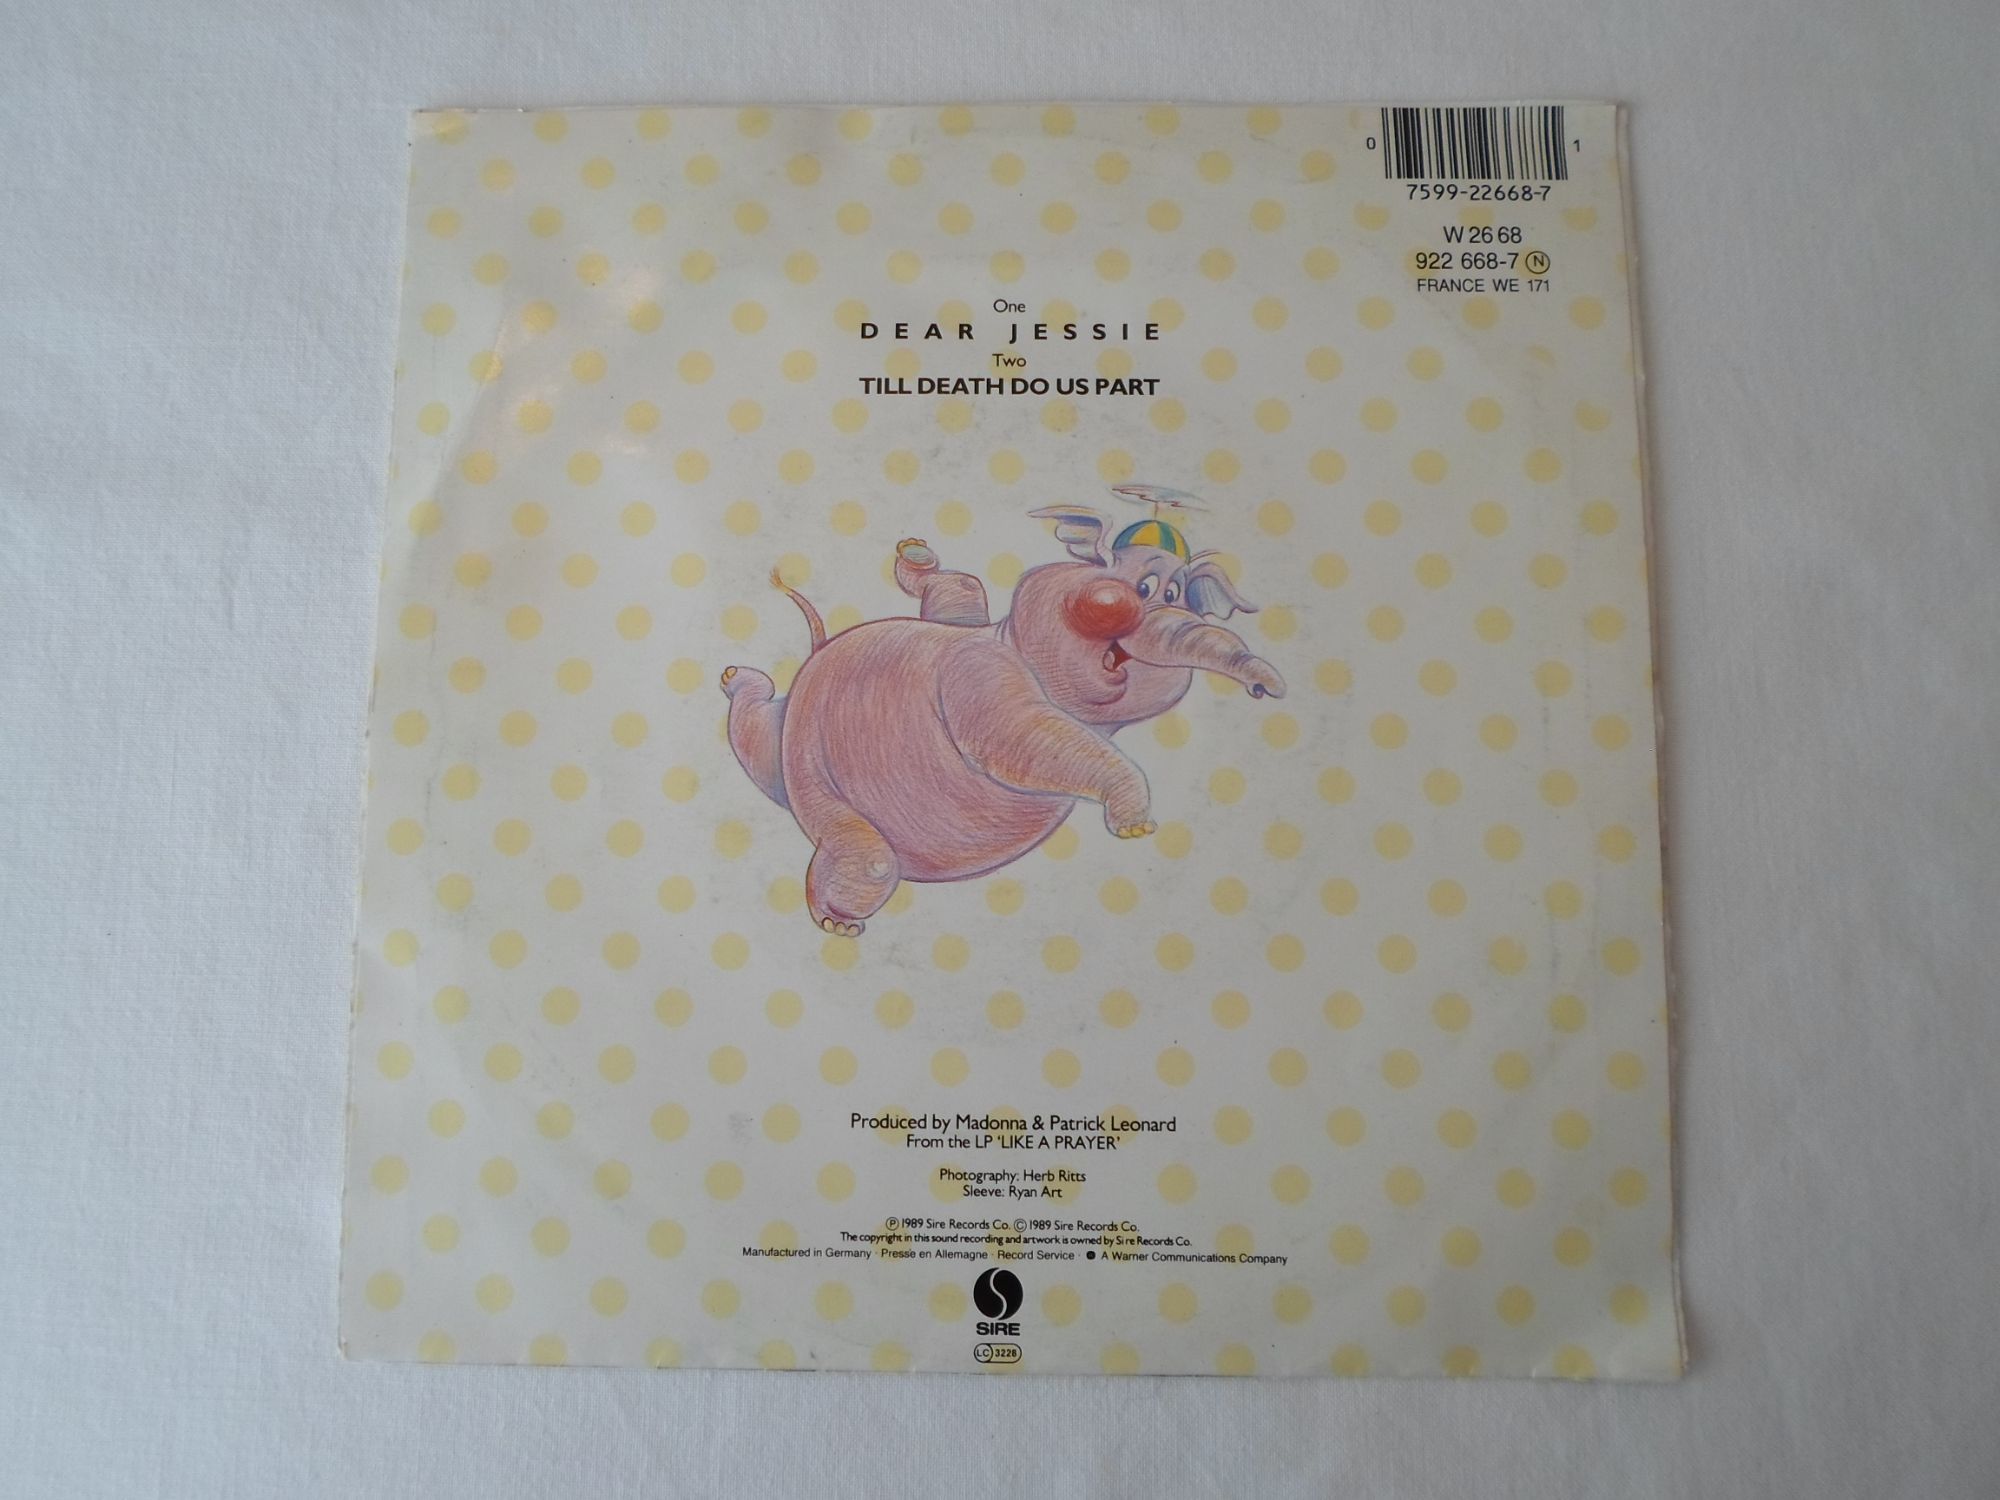 0 1
7599-22668-7
W 26 68
922 668-7 Ⓝ
FRANCE WE 171
One
DEAR JESSIE
Two
TILL DEATH DO US PART
Produced by Madonna & Patrick Leonard
From the LP ‘LIKE A PRAYER’
Photography: Herb Ritts
Sleeve: Ryan Art
Ⓟ 1989 Sire Records Co. © 1989 Sire Records Co.
The copyright in this sound recording and artwork is owned by Sire Records Co.
Manufactured in Germany · Presse en Allemagne · Record Service · A Warner Communications Company
SIRE
LC 3228